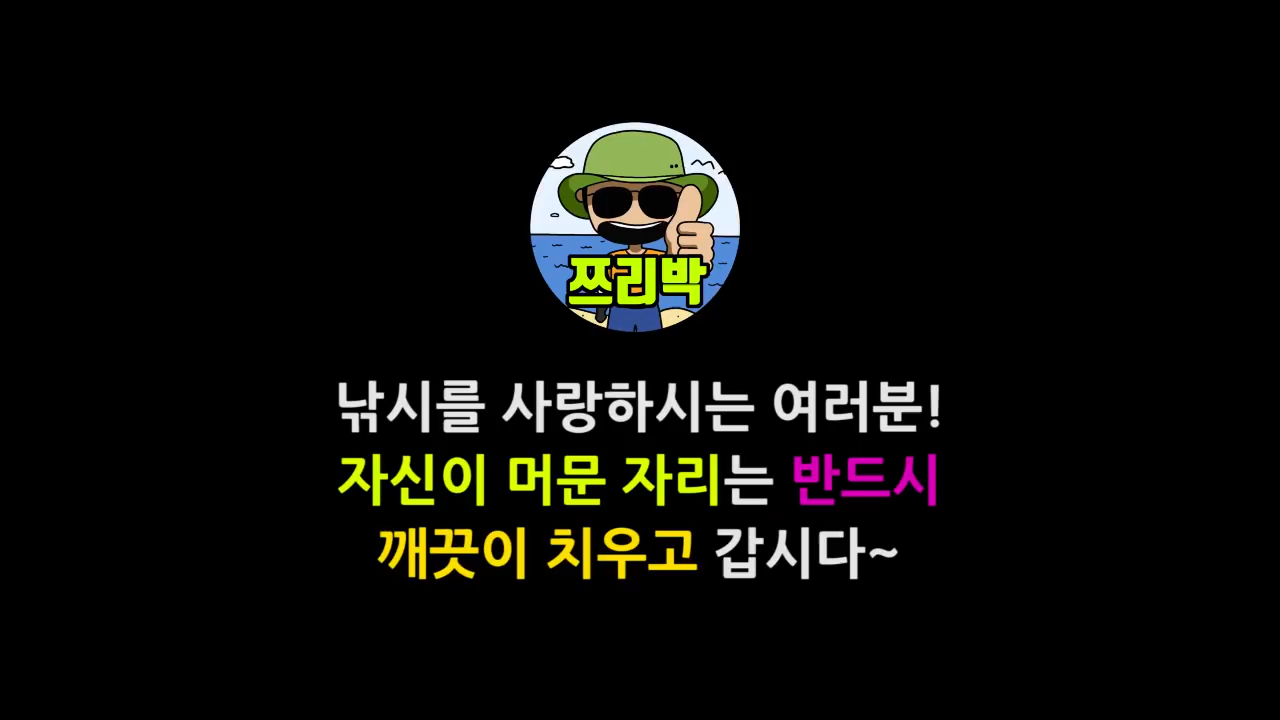 쯔리박
낚시를 사랑하시는 여러분!
자신이 머문 자리는 반드시
깨끗이 치우고 갑시다~